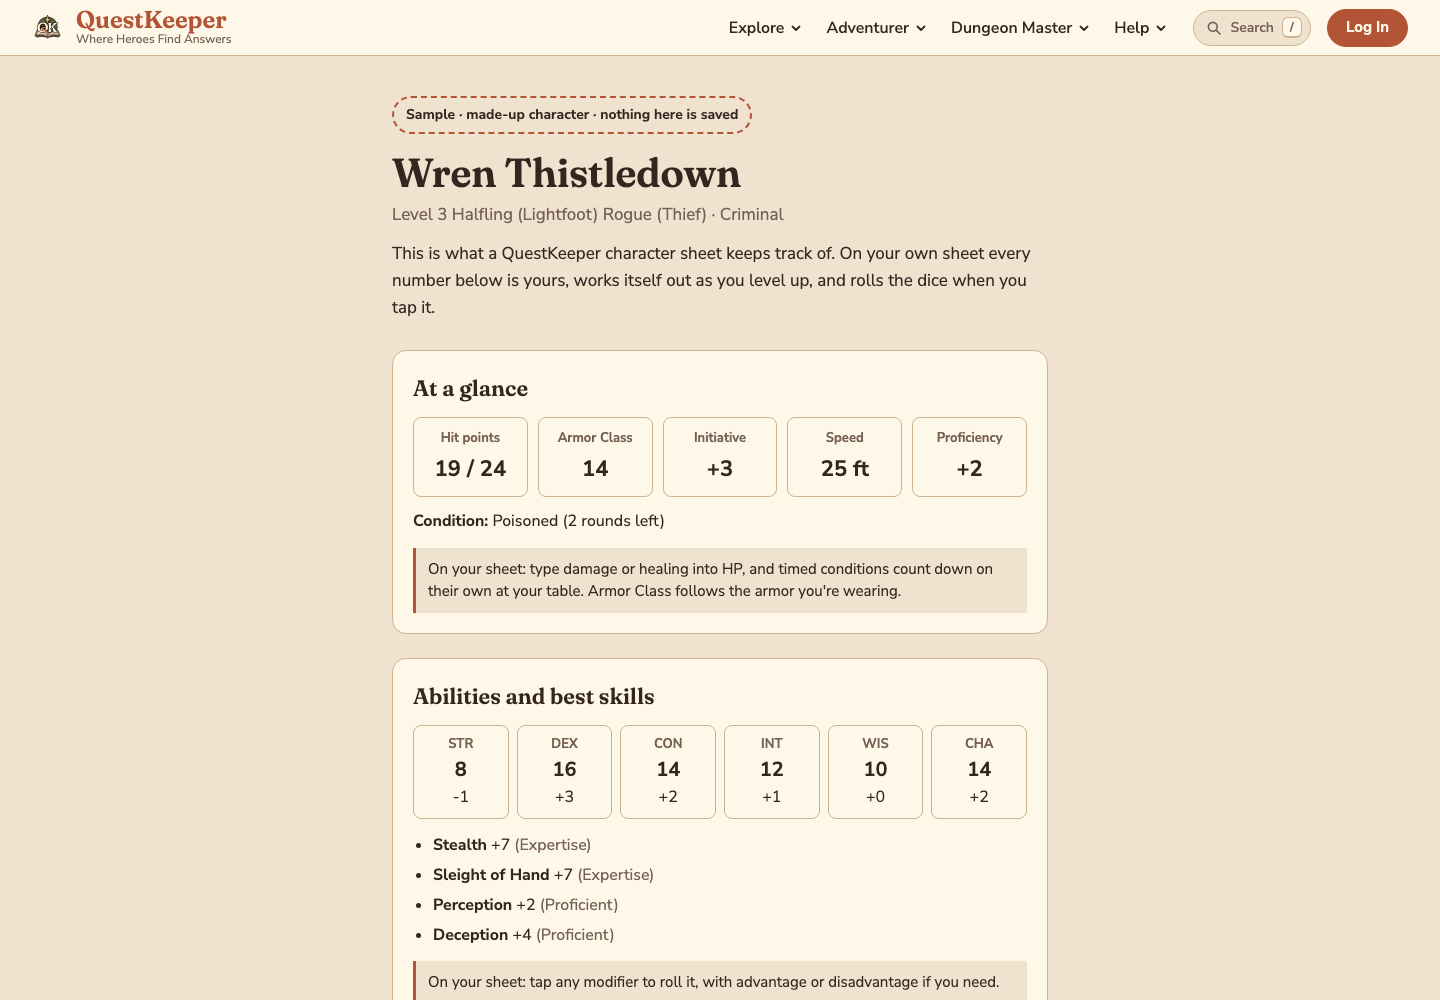 QK
QuestKeeper
Where Heroes Find Answers
Explore
Adventurer
Dungeon Master
Help
Search
/
Log In
Sample · made-up character · nothing here is saved
Wren Thistledown
Level 3 Halfling (Lightfoot) Rogue (Thief) · Criminal
This is what a QuestKeeper character sheet keeps track of. On your own sheet every
number below is yours, works itself out as you level up, and rolls the dice when you
tap it.
At a glance
Hit points
19 / 24
Armor Class
14
Initiative
+3
Speed
25 ft
Proficiency
+2
Condition: Poisoned (2 rounds left)
On your sheet: type damage or healing into HP, and timed conditions count down on
their own at your table. Armor Class follows the armor you're wearing.
Abilities and best skills
STR
8
-1
DEX
16
+3
CON
14
+2
INT
12
+1
WIS
10
+0
CHA
14
+2
• Stealth +7 (Expertise)
• Sleight of Hand +7 (Expertise)
• Perception +2 (Proficient)
• Deception +4 (Proficient)
On your sheet: tap any modifier to roll it, with advantage or disadvantage if you need.